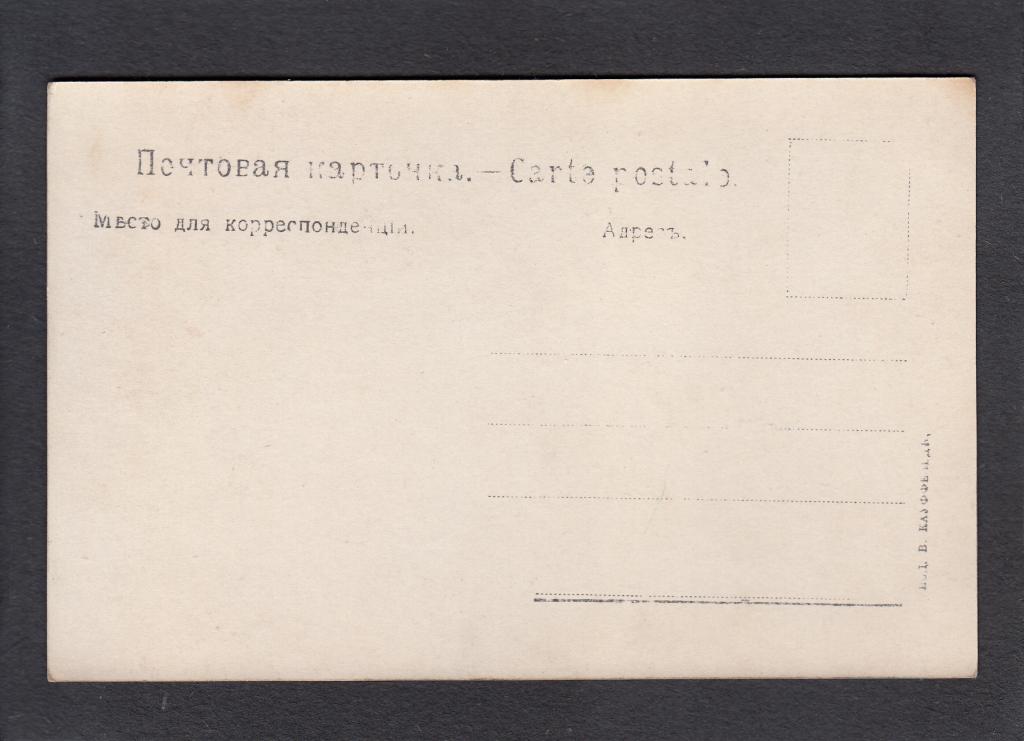 Почтовая карточка.—Carte postale.
Мѣсто для корреспонденціи.
Адресъ.
В.